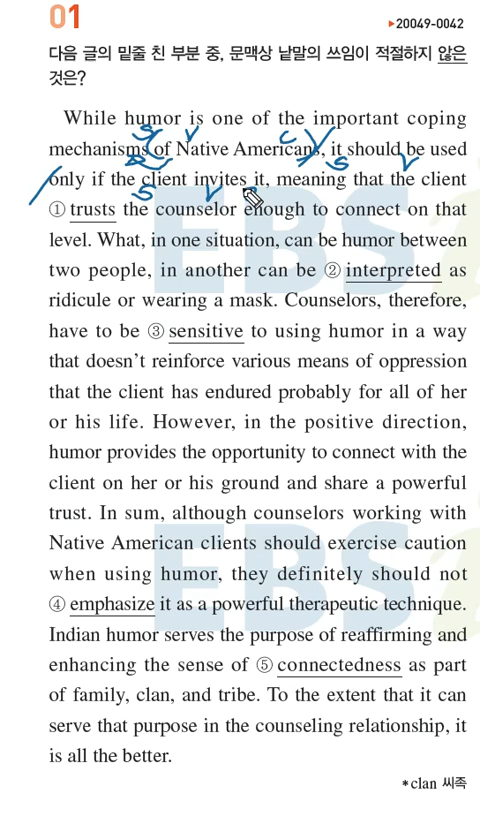 01
▶20049-0042
다음 글의 밑줄 친 부분 중, 문맥상 낱말의 쓰임이 적절하지 않은
것은?
While humor is one of the important coping
mechanisms of Native Americans, it should be used
only if the client invites it, meaning that the client
① trusts the counselor enough to connect on that
level. What, in one situation, can be humor between
two people, in another can be ② interpreted as
ridicule or wearing a mask. Counselors, therefore,
have to be ③ sensitive to using humor in a way
that doesn't reinforce various means of oppression
that the client has endured probably for all of her
or his life. However, in the positive direction,
humor provides the opportunity to connect with the
client on her or his ground and share a powerful
trust. In sum, although counselors working with
Native American clients should exercise caution
when using humor, they definitely should not
④ emphasize it as a powerful therapeutic technique.
Indian humor serves the purpose of reaffirming and
enhancing the sense of ⑤ connectedness as part
of family, clan, and tribe. To the extent that it can
serve that purpose in the counseling relationship, it
is all the better.
*clan 씨족